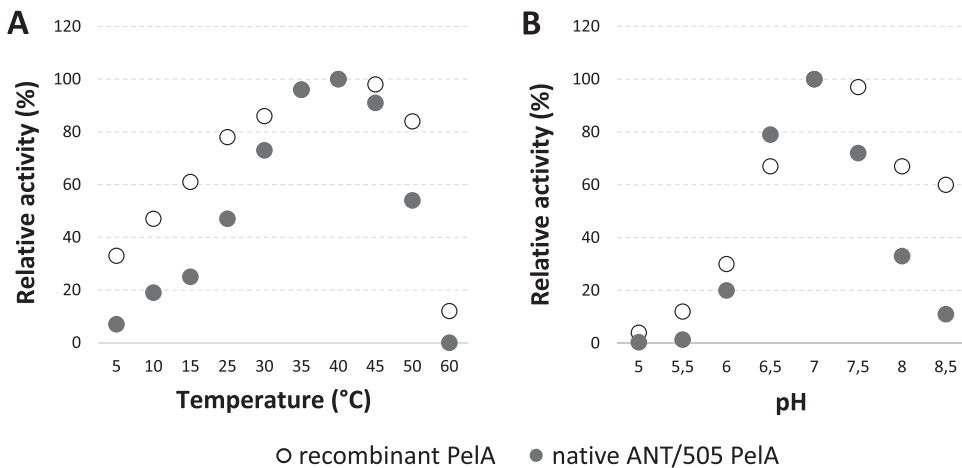 A
Relative activity (%)
120
100
80
60
40
20
0
5 10 15 25 30 35 40 45 50 60
Temperature (°C)
B
Relative activity (%)
120
100
80
60
40
20
0
5 5,5 6 6,5 7 7,5 8 8,5
pH
recombinant PelA native ANT/505 PelA